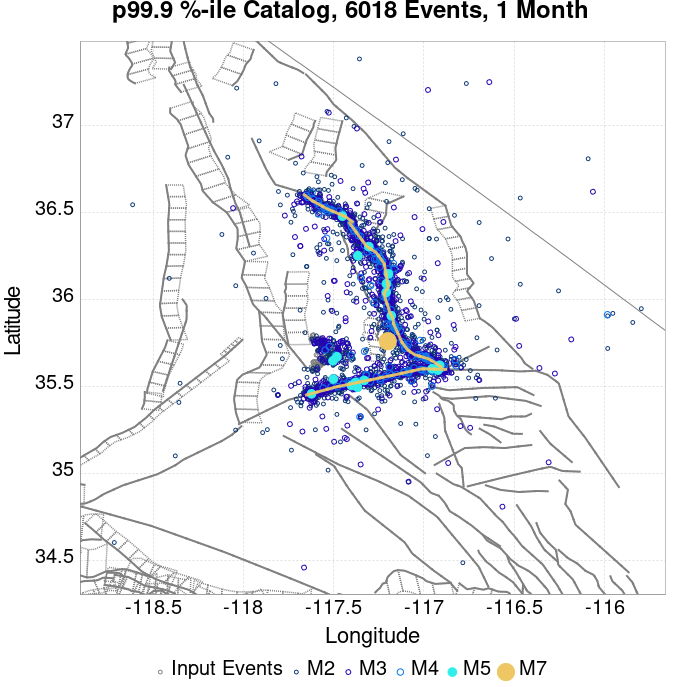 p99.9 %-ile Catalog, 6018 Events, 1 Month
Latitude
37
36.5
36
35.5
35
34.5
-118.5 -118 -117.5 -117 -116.5 -116
Longitude
Input Events M2 M3 M4 M5 M7